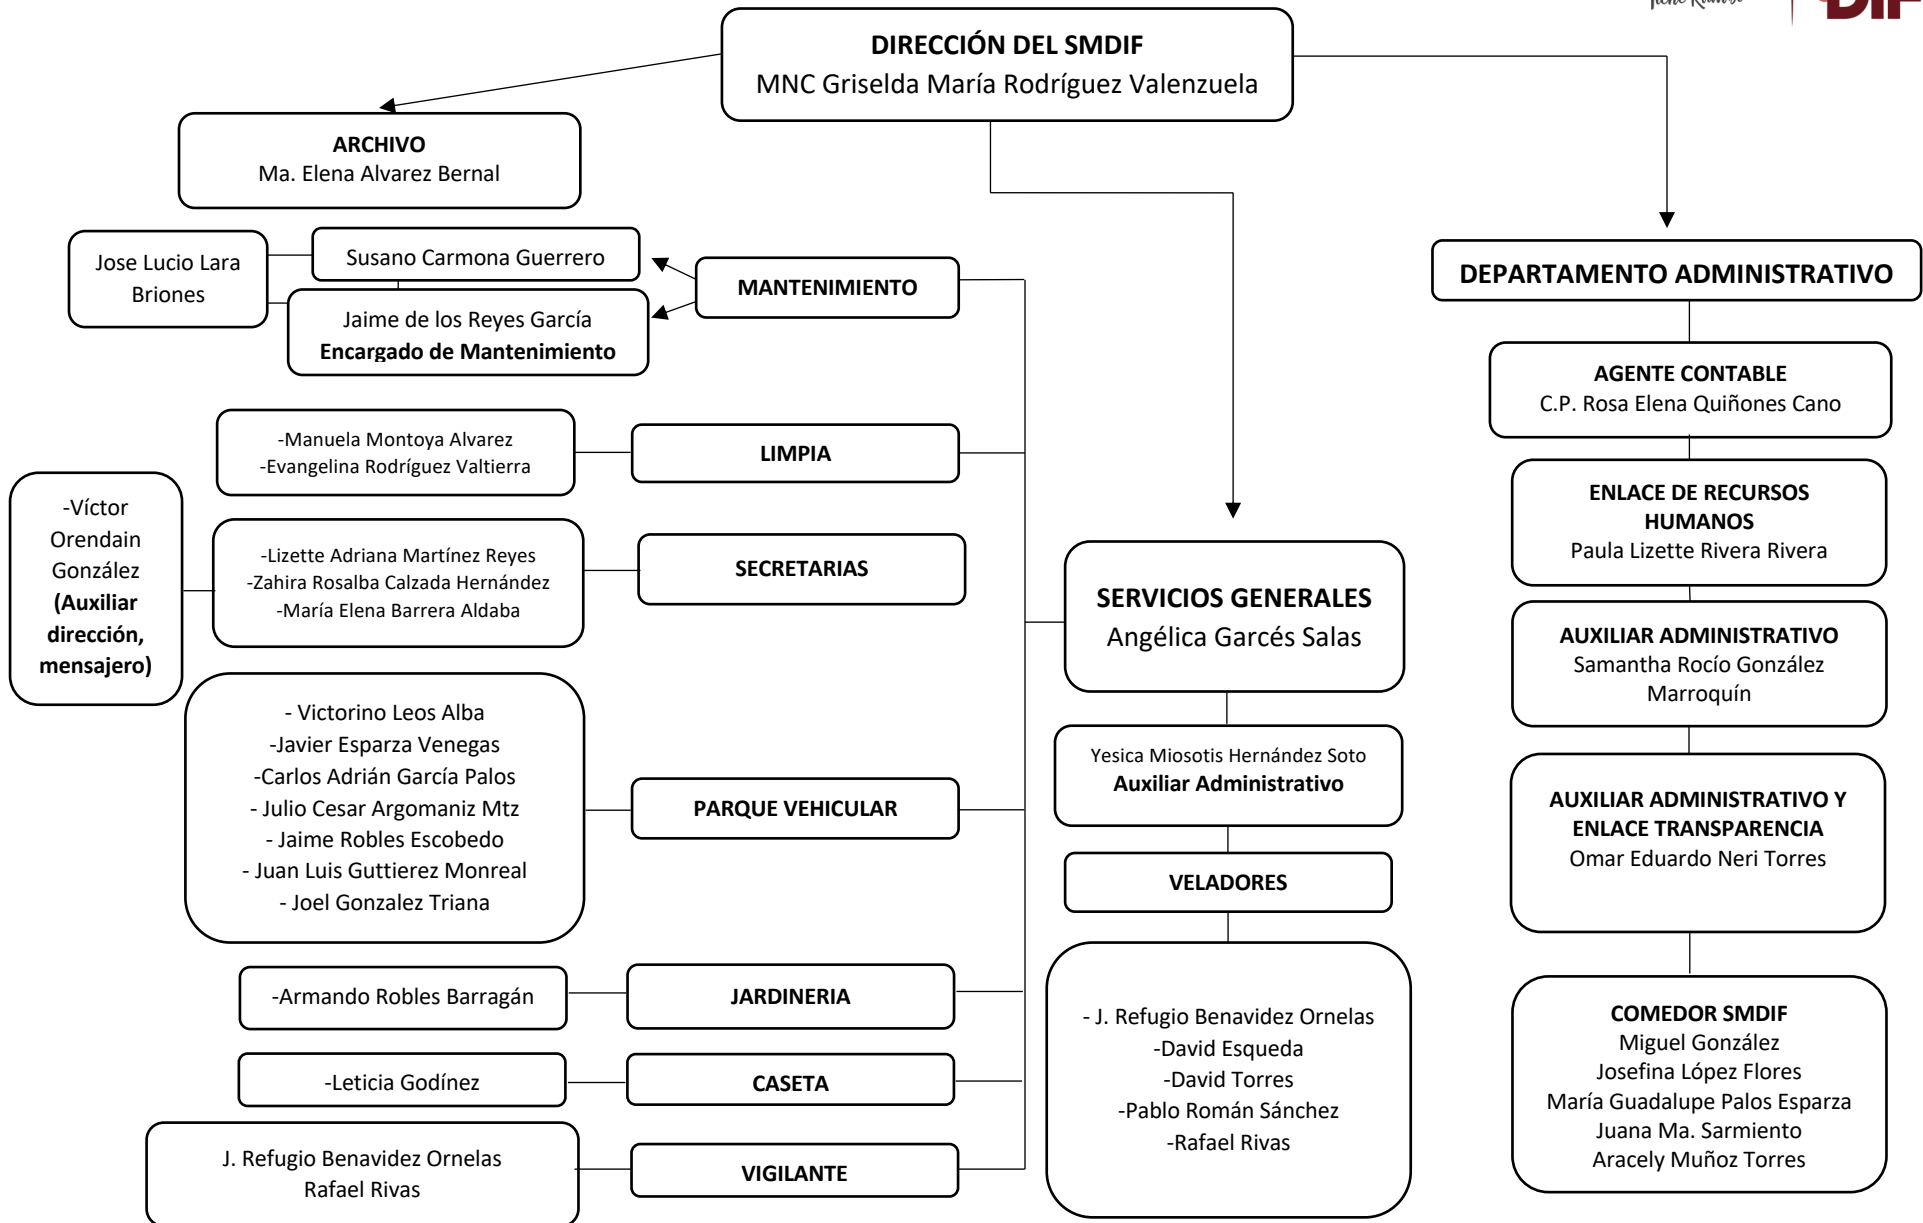 DIF
DIRECCIÓN DEL SMDIF
MNC Griselda María Rodríguez Valenzuela
ARCHIVO
Ma. Elena Alvarez Bernal
Jose Lucio Lara
Briones
Susano Carmona Guerrero
Jaime de los Reyes García
Encargado de Mantenimiento
MANTENIMIENTO
-Manuela Montoya Alvarez
-Evangelina Rodríguez Valtierra
LIMPIA
-Víctor
Orendain
González
(Auxiliar
dirección,
mensajero)
-Lizette Adriana Martínez Reyes
-Zahira Rosalba Calzada Hernández
-María Elena Barrera Aldaba
SECRETARIAS
- Victorino Leos Alba
-Javier Esparza Venegas
-Carlos Adrián García Palos
- Julio Cesar Argomaniz Mtz
- Jaime Robles Escobedo
- Juan Luis Guttierez Monreal
- Joel Gonzalez Triana
PARQUE VEHICULAR
-Armando Robles Barragán
JARDINERIA
-Leticia Godínez
CASETA
J. Refugio Benavidez Ornelas
Rafael Rivas
VIGILANTE
SERVICIOS GENERALES
Angélica Garcés Salas
Yesica Miosotis Hernández Soto
Auxiliar Administrativo
VELADORES
- J. Refugio Benavidez Ornelas
-David Esqueda
-David Torres
-Pablo Román Sánchez
-Rafael Rivas
DEPARTAMENTO ADMINISTRATIVO
AGENTE CONTABLE
C.P. Rosa Elena Quiñones Cano
ENLACE DE RECURSOS
HUMANOS
Paula Lizette Rivera Rivera
AUXILIAR ADMINISTRATIVO
Samantha Rocío González
Marroquín
AUXILIAR ADMINISTRATIVO Y
ENLACE TRANSPARENCIA
Omar Eduardo Neri Torres
COMEDOR SMDIF
Miguel González
Josefina López Flores
María Guadalupe Palos Esparza
Juana Ma. Sarmiento
Aracely Muñoz Torres